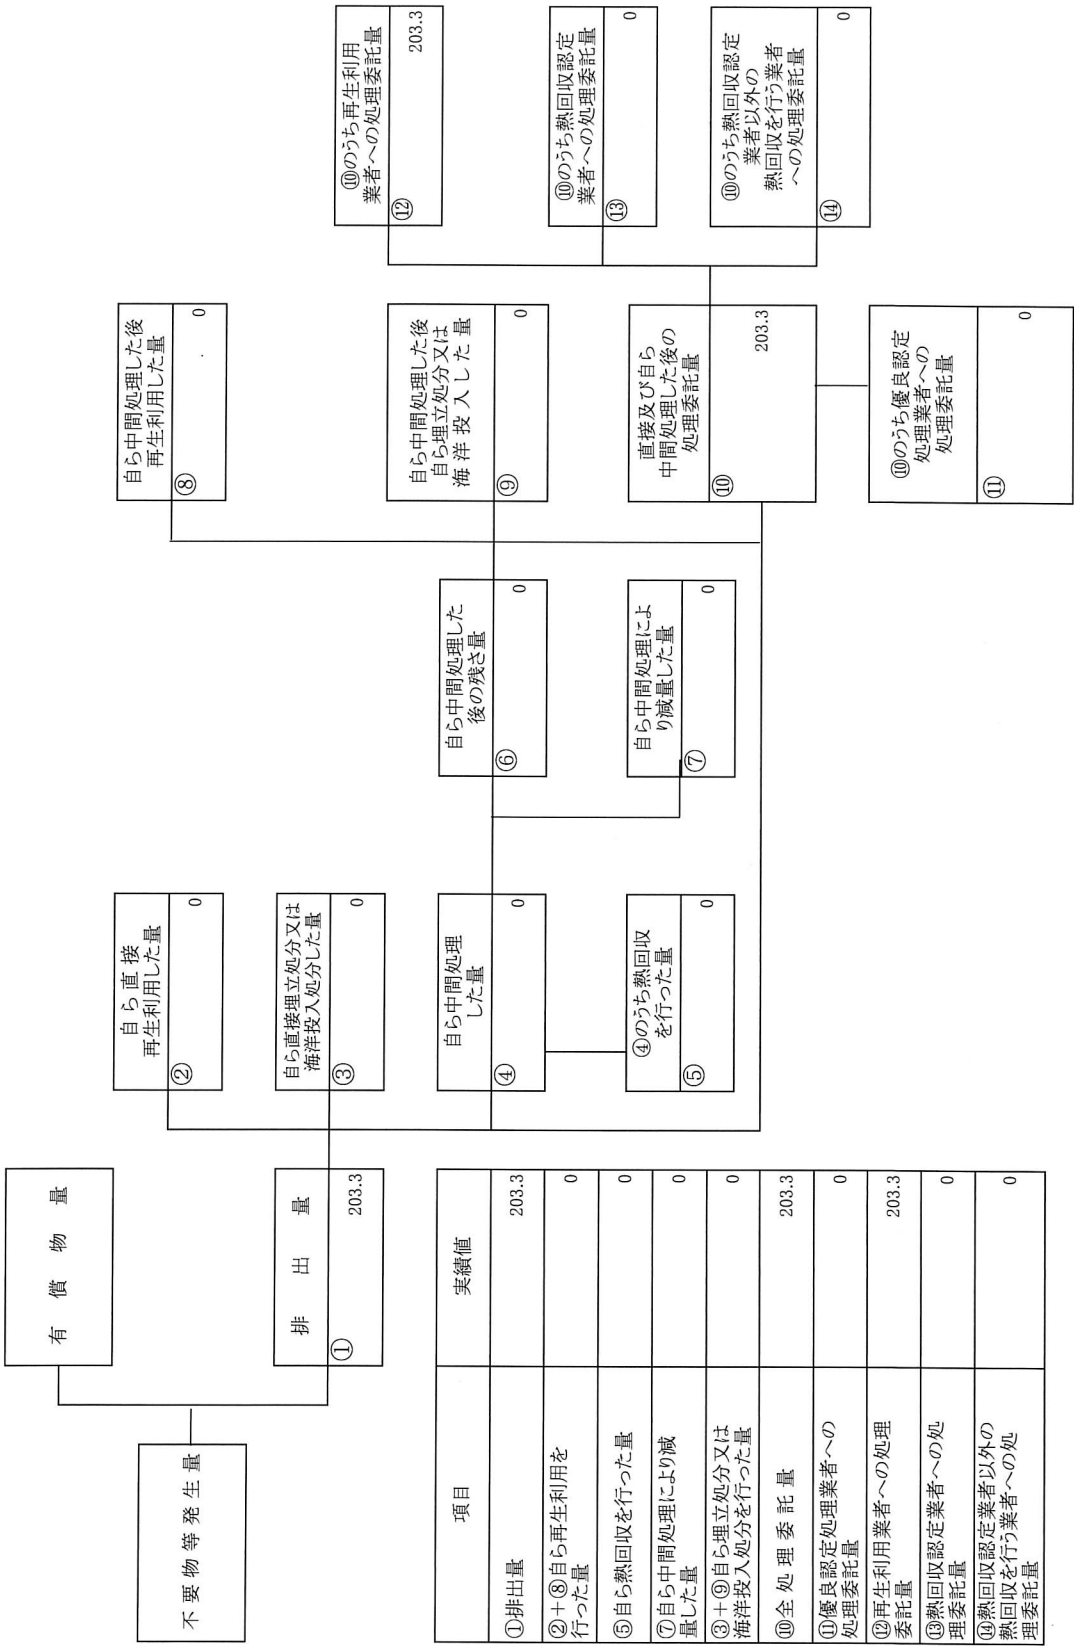 不要物等発生量
有償物量
排出量
①
203.3
自ら直接
再生利用した量
②
0
自ら直接埋立処分又は
海洋投入処分した量
③
0
自ら中間処理
した量
④
0
④のうち熱回収
を行った量
⑤
0
自ら中間処理した
後の残さ量
⑥
0
自ら中間処理によ
り減量した量
⑦
0
自ら中間処理した後
再生利用した量
⑧
0
自ら中間処理した後
自ら埋立処分又は
海洋投入した量
⑨
0
直接及び自ら
中間処理した後の
処理委託量
⑩
203.3
⑩のうち優良認定
処理業者への
処理委託量
⑪
0
⑩のうち再生利用
業者への処理委託量
⑫
203.3
⑩のうち熱回収認定
業者への処理委託量
⑬
0
⑩のうち熱回収認定
業者以外の
熱回収を行う業者
への処理委託量
⑭
0
項目 実績値
①排出量 203.3
②+⑧自ら再生利用を
行った量 0
⑤自ら熱回収を行った量 0
⑦自ら中間処理により減
量した量 0
③+⑨自ら埋立処分又は
海洋投入処分を行った量 0
⑩全処理委託量 203.3
⑪優良認定処理業者への
処理委託量 0
⑫再生利用業者への処理
委託量 203.3
⑬熱回収認定業者への処
理委託量 0
⑭熱回収認定業者以外の
熱回収を行う業者への処
理委託量 0